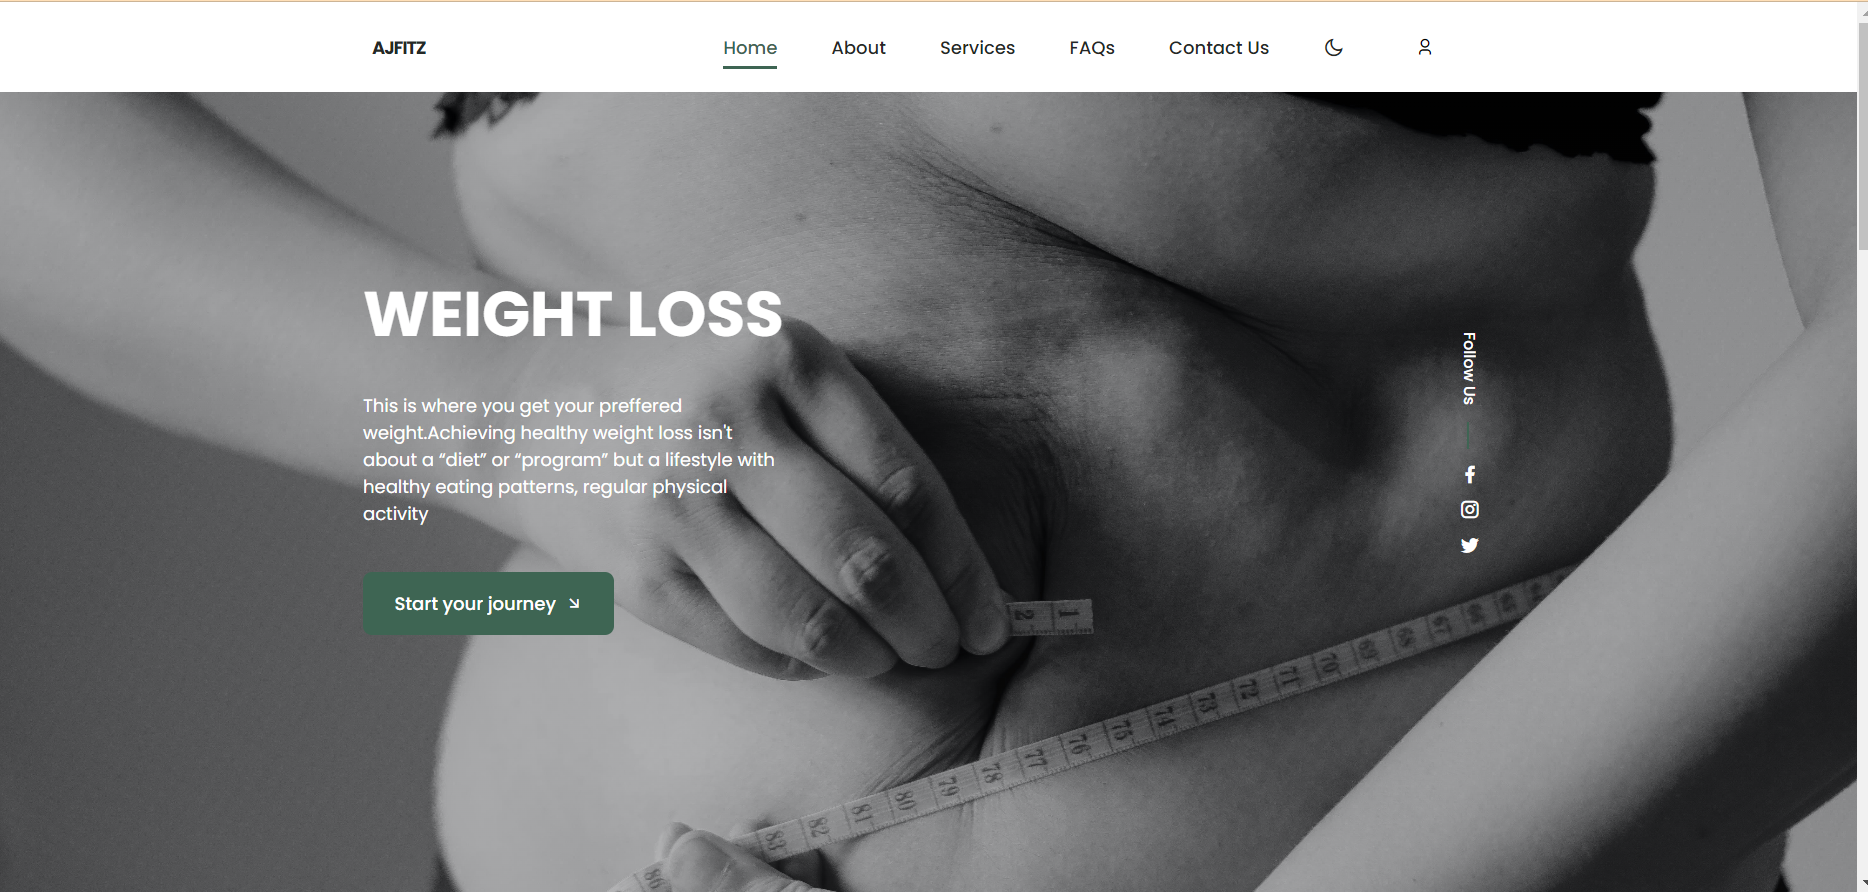 AJFITZ
Home About Services FAQs Contact Us
WEIGHT LOSS
This is where you get your preffered
weight.Achieving healthy weight loss isn't
about a “diet” or “program” but a lifestyle with
healthy eating patterns, regular physical
activity
Start your journey
Follow Us
1
2
67
68
69
70
71
72
73
74
75
76
77
78
79
80
81
82
83